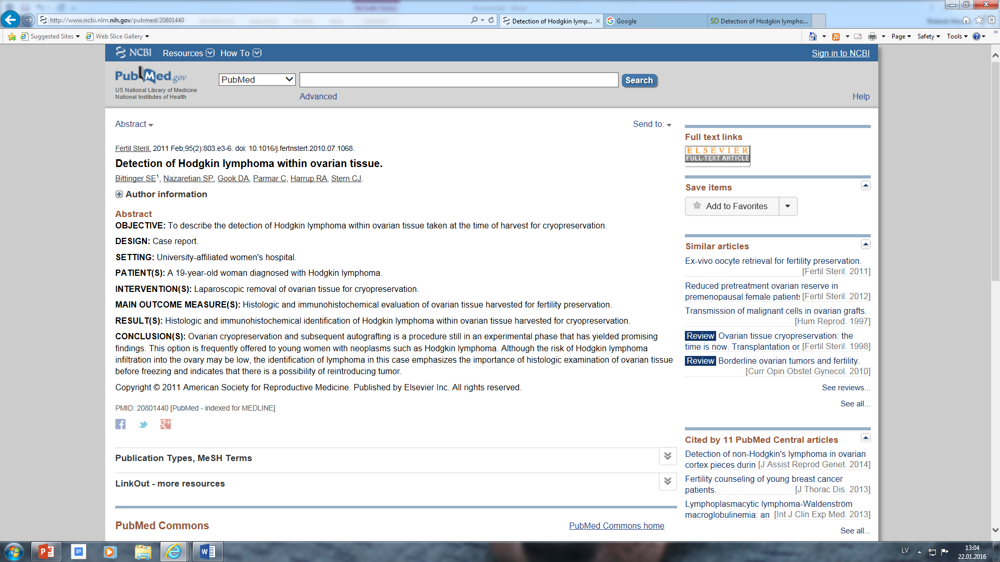 http://www.ncbi.nlm.nih.gov/pubmed/20801440
Detection of Hodgkin lymp...
Google
SD Detection of Hodgkin lympho...
Suggested Sites
Web Slice Gallery
Page
Safety
Tools
NCBI
Resources
How To
Sign in to NCBI
PubMed.gov
US National Library of Medicine
National Institutes of Health
PubMed
Search
Advanced
Help
Abstract
Send to:
Fertil Steril. 2011 Feb;95(2):803.e3-6. doi: 10.1016/j.fertnstert.2010.07.1068.
Detection of Hodgkin lymphoma within ovarian tissue.
Bittinger SE1, Nazaretian SP, Gook DA, Parmar C, Harrup RA, Stern CJ.
Author information
Abstract
OBJECTIVE: To describe the detection of Hodgkin lymphoma within ovarian tissue taken at the time of harvest for cryopreservation.
DESIGN: Case report.
SETTING: University-affiliated women's hospital.
PATIENT(S): A 19-year-old woman diagnosed with Hodgkin lymphoma.
INTERVENTION(S): Laparoscopic removal of ovarian tissue for cryopreservation.
MAIN OUTCOME MEASURE(S): Histologic and immunohistochemical evaluation of ovarian tissue harvested for fertility preservation.
RESULT(S): Histologic and immunohistochemical identification of Hodgkin lymphoma within ovarian tissue harvested for cryopreservation.
CONCLUSION(S): Ovarian cryopreservation and subsequent autografting is a procedure still in an experimental phase that has yielded promising
findings. This option is frequently offered to young women with neoplasms such as Hodgkin lymphoma. Although the risk of Hodgkin lymphoma
infiltration into the ovary may be low, the identification of lymphoma in this case emphasizes the importance of histologic examination of ovarian tissue
before freezing and indicates that there is a possibility of reintroducing tumor.
Copyright © 2011 American Society for Reproductive Medicine. Published by Elsevier Inc. All rights reserved.
PMID: 20801440 [PubMed - indexed for MEDLINE]
Publication Types, MeSH Terms
LinkOut - more resources
PubMed Commons
PubMed Commons home
Full text links
ELSEVIER
FULL-TEXT ARTICLE
Save items
Add to Favorites
Similar articles
Ex-vivo oocyte retrieval for fertility preservation.
[Fertil Steril. 2011]
Reduced pretreatment ovarian reserve in
premenopausal female patients [Fertil Steril. 2012]
Transmission of malignant cells in ovarian grafts.
[Hum Reprod. 1997]
Review Ovarian tissue cryopreservation: the
time is now. Transplantation or [Fertil Steril. 1998]
Review Borderline ovarian tumors and fertility.
[Curr Opin Obstet Gynecol. 2010]
See reviews...
See all...
Cited by 11 PubMed Central articles
Detection of non-Hodgkin's lymphoma in ovarian
cortex pieces durin [J Assist Reprod Genet. 2014]
Fertility counseling of young breast cancer
patients. [J Thorac Dis. 2013]
Lymphoplasmacytic lymphoma-Waldenström
macroglobulinemia: an [Int J Clin Exp Med. 2013]
See all...
LV
13:04
22.01.2016